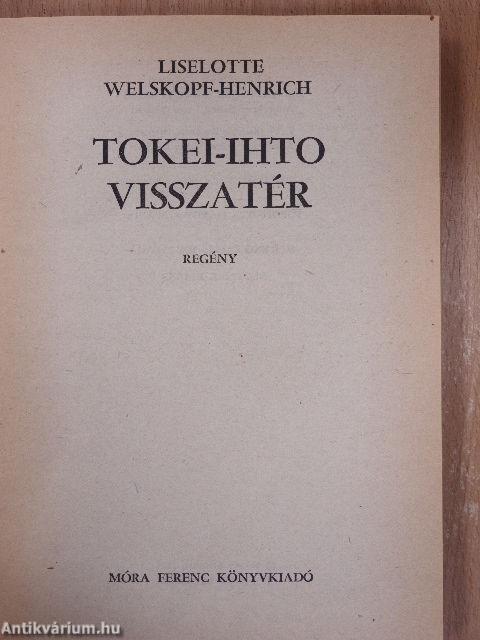 LISELOTTE
WELSKOPF-HENRICH
TOKEI-IHTO
VISSZATÉR
REGÉNY
MÓRA FERENC KÖNYVKIADÓ
Antikvárium.hu